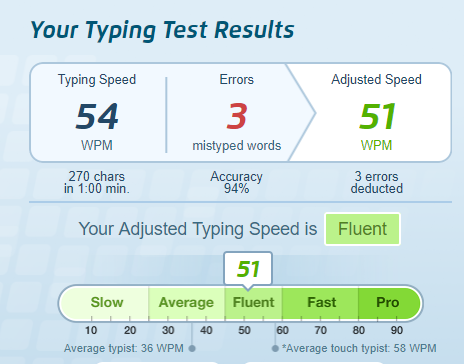 Your Typing Test Results
Typing Speed Errors Adjusted Speed
54 3 51
WPM mistyped words WPM
270 chars Accuracy 3 errors
in 1:00 min. 94% deducted
Your Adjusted Typing Speed is Fluent
51
Slow Average Fluent Fast Pro
10 20 30 40 50 60 70 80 90
Average typist: 36 WPM *Average touch typist: 58 WPM